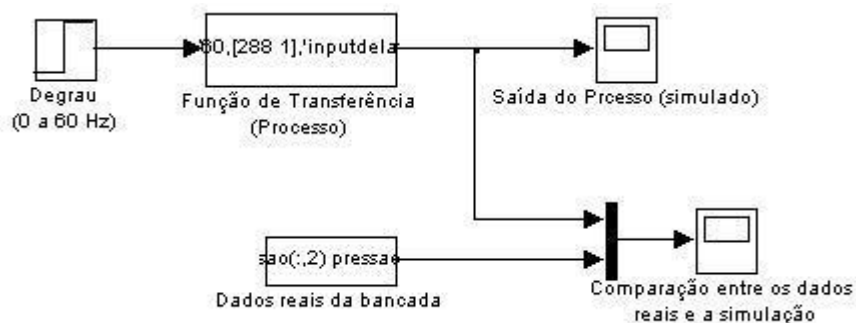 '60,[288 1],'inputdela
Degrau
(0 a 60 Hz)
Função de Transferência
(Processo)
Saída do Prcesso (simulado)
sao(:,2) pressao
Dados reais da bancada
Comparação entre os dados
reais e a simulação